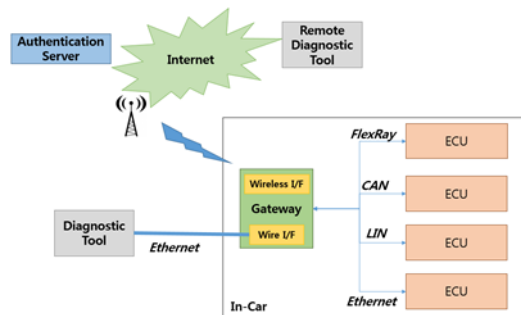 Authentication
Server
Internet
Remote
Diagnostic
Tool
FlexRay
ECU
Wireless I/F
CAN
ECU
Gateway
Diagnostic
Tool
Wire I/F
LIN
ECU
Ethernet
ECU
Ethernet
In-Car